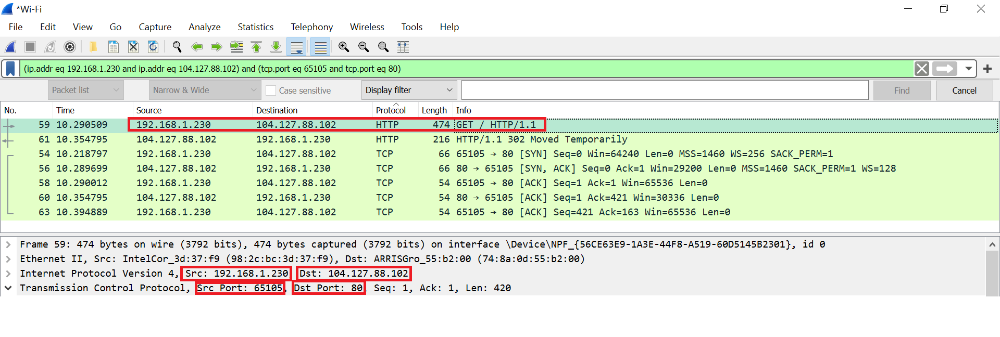 *Wi-Fi
File Edit View Go Capture Analyze Statistics Telephony Wireless Tools Help
(ip.addr eq 192.168.1.230 and ip.addr eq 104.127.88.102) and (tcp.port eq 65105 and tcp.port eq 80)
Packet list Narrow & Wide Case sensitive Display filter Find Cancel
No. Time Source Destination Protocol Length Info
59 10.290509 192.168.1.230 104.127.88.102 HTTP 474 GET / HTTP/1.1
61 10.354795 104.127.88.102 192.168.1.230 HTTP 216 HTTP/1.1 302 Moved Temporarily
54 10.218797 192.168.1.230 104.127.88.102 TCP 66 65105 → 80 [SYN] Seq=0 Win=64240 Len=0 MSS=1460 WS=256 SACK_PERM=1
56 10.289699 104.127.88.102 192.168.1.230 TCP 66 80 → 65105 [SYN, ACK] Seq=0 Ack=1 Win=29200 Len=0 MSS=1460 SACK_PERM=1 WS=128
58 10.290012 192.168.1.230 104.127.88.102 TCP 54 65105 → 80 [ACK] Seq=1 Ack=1 Win=65536 Len=0
60 10.354795 104.127.88.102 192.168.1.230 TCP 54 80 → 65105 [ACK] Seq=1 Ack=421 Win=30336 Len=0
63 10.394889 192.168.1.230 104.127.88.102 TCP 54 65105 → 80 [ACK] Seq=421 Ack=163 Win=65536 Len=0
Frame 59: 474 bytes on wire (3792 bits), 474 bytes captured (3792 bits) on interface \Device\NPF_{56CE63E9-1A3E-44F8-A519-60D5145B2301}, id 0
Ethernet II, Src: IntelCor_3d:37:f9 (98:2c:bc:3d:37:f9), Dst: ARRISGro_55:b2:00 (74:8a:0d:55:b2:00)
Internet Protocol Version 4, Src: 192.168.1.230 Dst: 104.127.88.102
Transmission Control Protocol, Src Port: 65105, Dst Port: 80 Seq: 1, Ack: 1, Len: 420